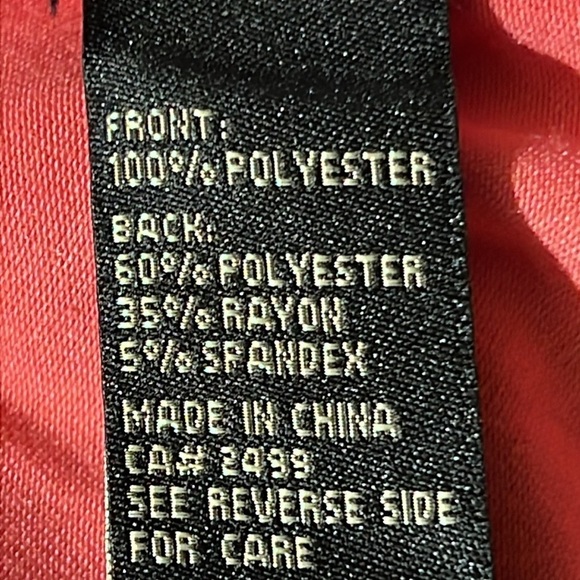 FRONT:
100% POLYESTER
BACK:
60% POLYESTER
35% RAYON
5% SPANDEX
MADE IN CHINA
CA# 2499
SEE REVERSE SIDE
FOR CARE